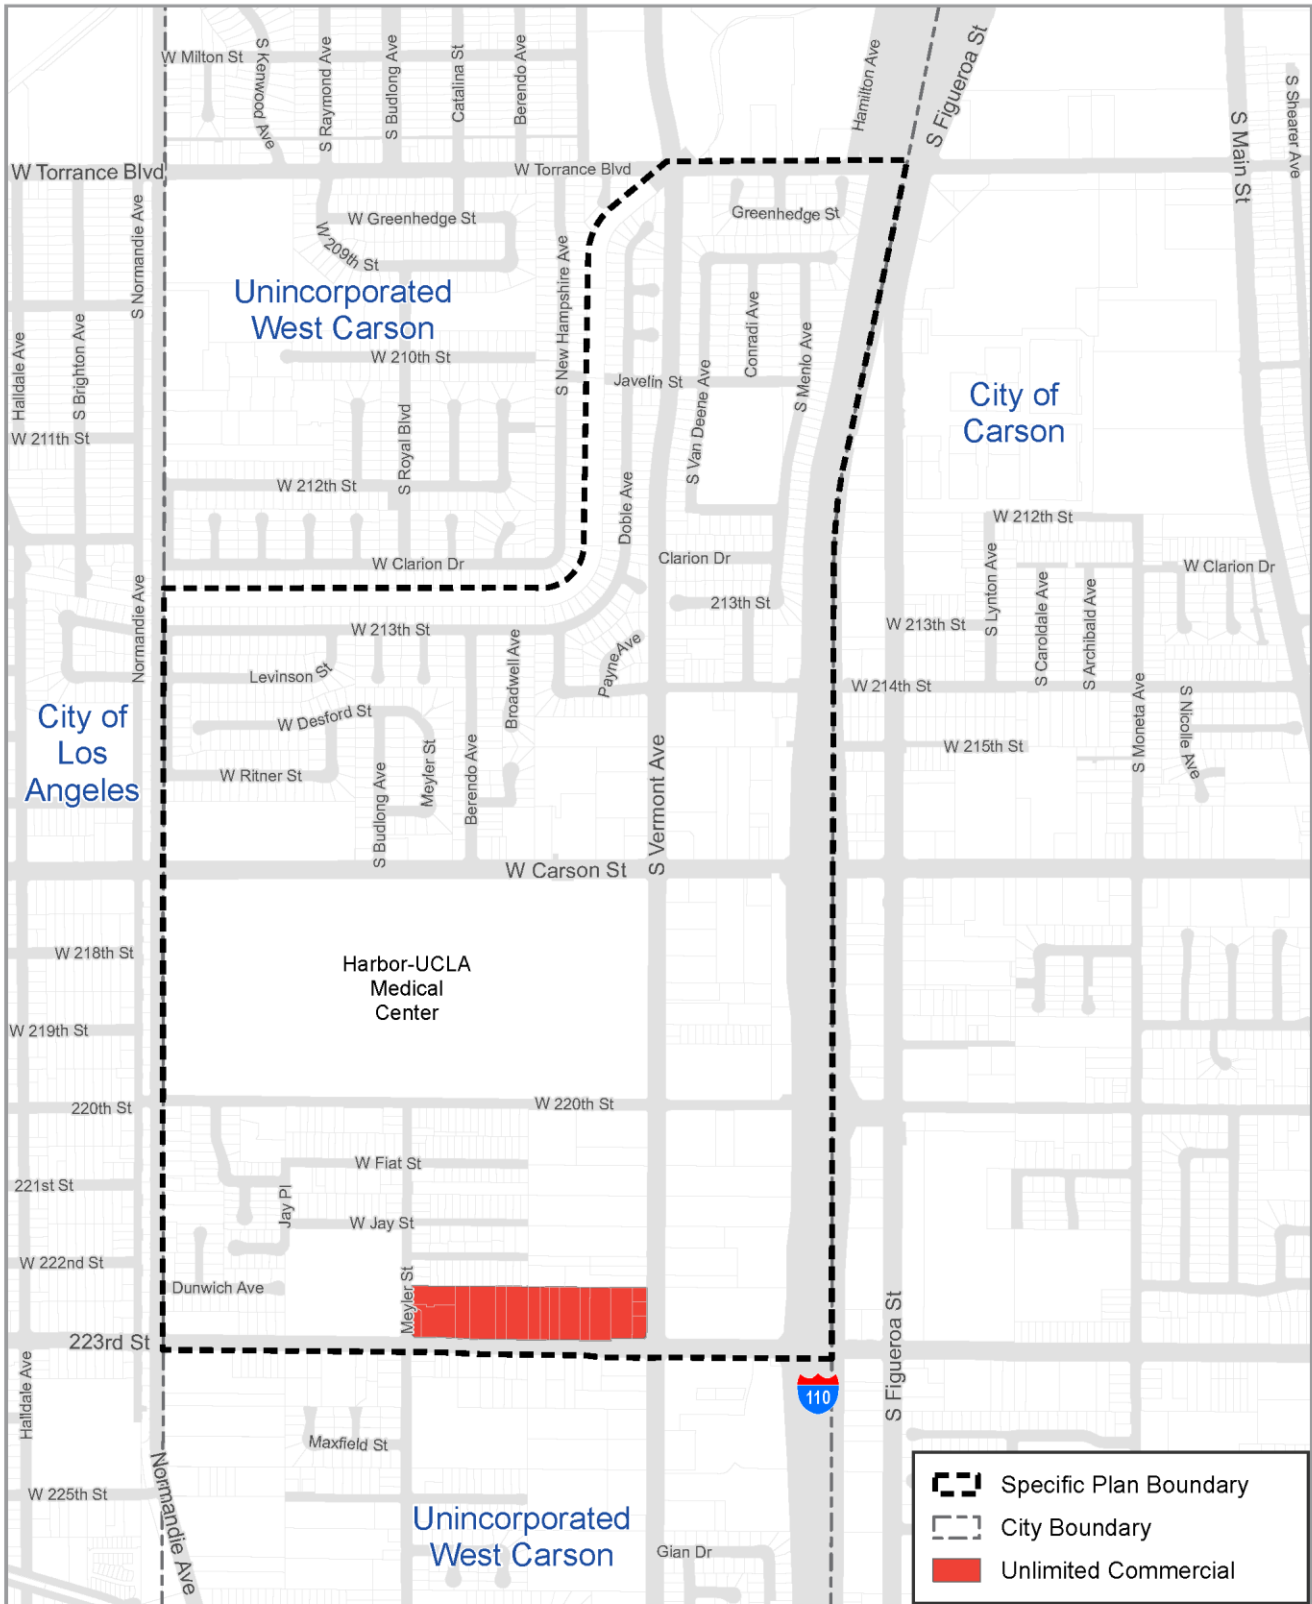 W Milton St
S Kenwood Ave
S Raymond Ave
S Budlong Ave
Catalina St
Berendo Ave
Hamilton Ave
S Figueroa St
S Main St
S Shearer Ave
W Torrance Blvd
W Torrance Blvd
S Normandie Ave
W Greenhedge St
W 209th St
Greenhedge St
Unincorporated
West Carson
S New Hampshire Ave
Halldale Ave
S Brighton Ave
W 210th St
Javelin St
Conradi Ave
S Menlo Ave
S Van Deene Ave
City of
Carson
W 211th St
S Royal Blvd
W 212th St
Doble Ave
W 212th St
W Clarion Dr
Clarion Dr
W Clarion Dr
S Lynton Ave
S Caroldale Ave
S Archibald Ave
Normandie Ave
213th St
W 213th St
W 213th St
Levinson St
Broadwell Ave
Payne Ave
W 214th St
S Moneta Ave
S Nicolle Ave
City of
Los
Angeles
W Desford St
W 215th St
W Ritner St
S Budlong Ave
Meyler St
Berendo Ave
S Vermont Ave
W Carson St
W 218th St
Harbor-UCLA
Medical
Center
W 219th St
220th St
W 220th St
W Fiat St
221st St
Jay Pl
W Jay St
W 222nd St
Dunwich Ave
Meyler St
223rd St
S Figueroa St
Halldale Ave
110
Maxfield St
Normandie Ave
W 225th St
Unincorporated
West Carson
Gian Dr
Specific Plan Boundary
City Boundary
Unlimited Commercial